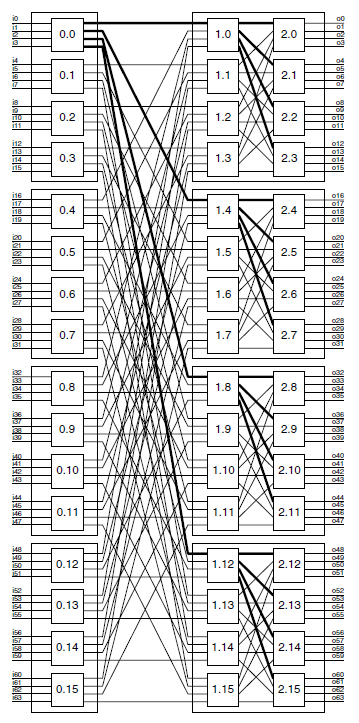 i0 o0
i1 o1
i2 0.0 1.0 2.0 o2
i3 o3
i4 o4
i5 o5
i6 0.1 1.1 2.1 o6
i7 o7
i8 o8
i9 o9
i10 0.2 1.2 2.2 o10
i11 o11
i12 o12
i13 o13
i14 0.3 1.3 2.3 o14
i15 o15
i16 o16
i17 o17
i18 0.4 1.4 2.4 o18
i19 o19
i20 o20
i21 o21
i22 0.5 1.5 2.5 o22
i23 o23
i24 o24
i25 o25
i26 0.6 1.6 2.6 o26
i27 o27
i28 o28
i29 o29
i30 0.7 1.7 2.7 o30
i31 o31
i32 o32
i33 o33
i34 0.8 1.8 2.8 o34
i35 o35
i36 o36
i37 o37
i38 0.9 1.9 2.9 o38
i39 o39
i40 o40
i41 o41
i42 0.10 1.10 2.10 o42
i43 o43
i44 o44
i45 o45
i46 0.11 1.11 2.11 o46
i47 o47
i48 o48
i49 o49
i50 0.12 1.12 2.12 o50
i51 o51
i52 o52
i53 o53
i54 0.13 1.13 2.13 o54
i55 o55
i56 o56
i57 o57
i58 0.14 1.14 2.14 o58
i59 o59
i60 o60
i61 o61
i62 0.15 1.15 2.15 o62
i63 o63